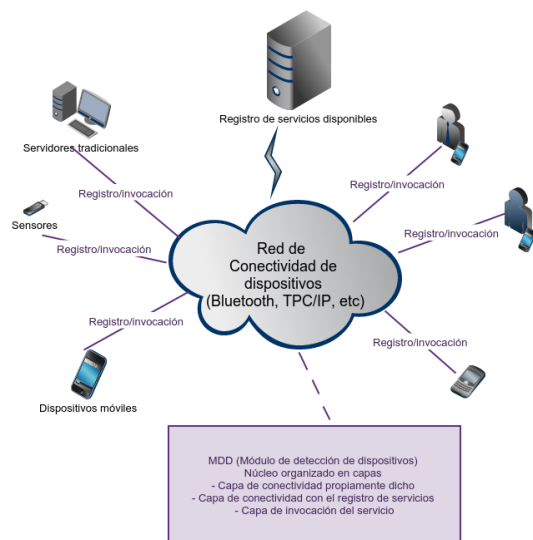 Registro de servicios disponibles
Servidores tradicionales
Registro/invocación
Registro/invocación
Sensores
Registro/invocación
Registro/invocación
Red de
Conectividad de
dispositivos
(Bluetooth, TPC/IP, etc)
Registro/invocación
Registro/invocación
Dispositivos móviles
MDD (Módulo de detección de dispositivos)
Núcleo organizado en capas
- Capa de conectividad propiamente dicho
- Capa de conectividad con el registro de servicios
- Capa de invocación del servicio